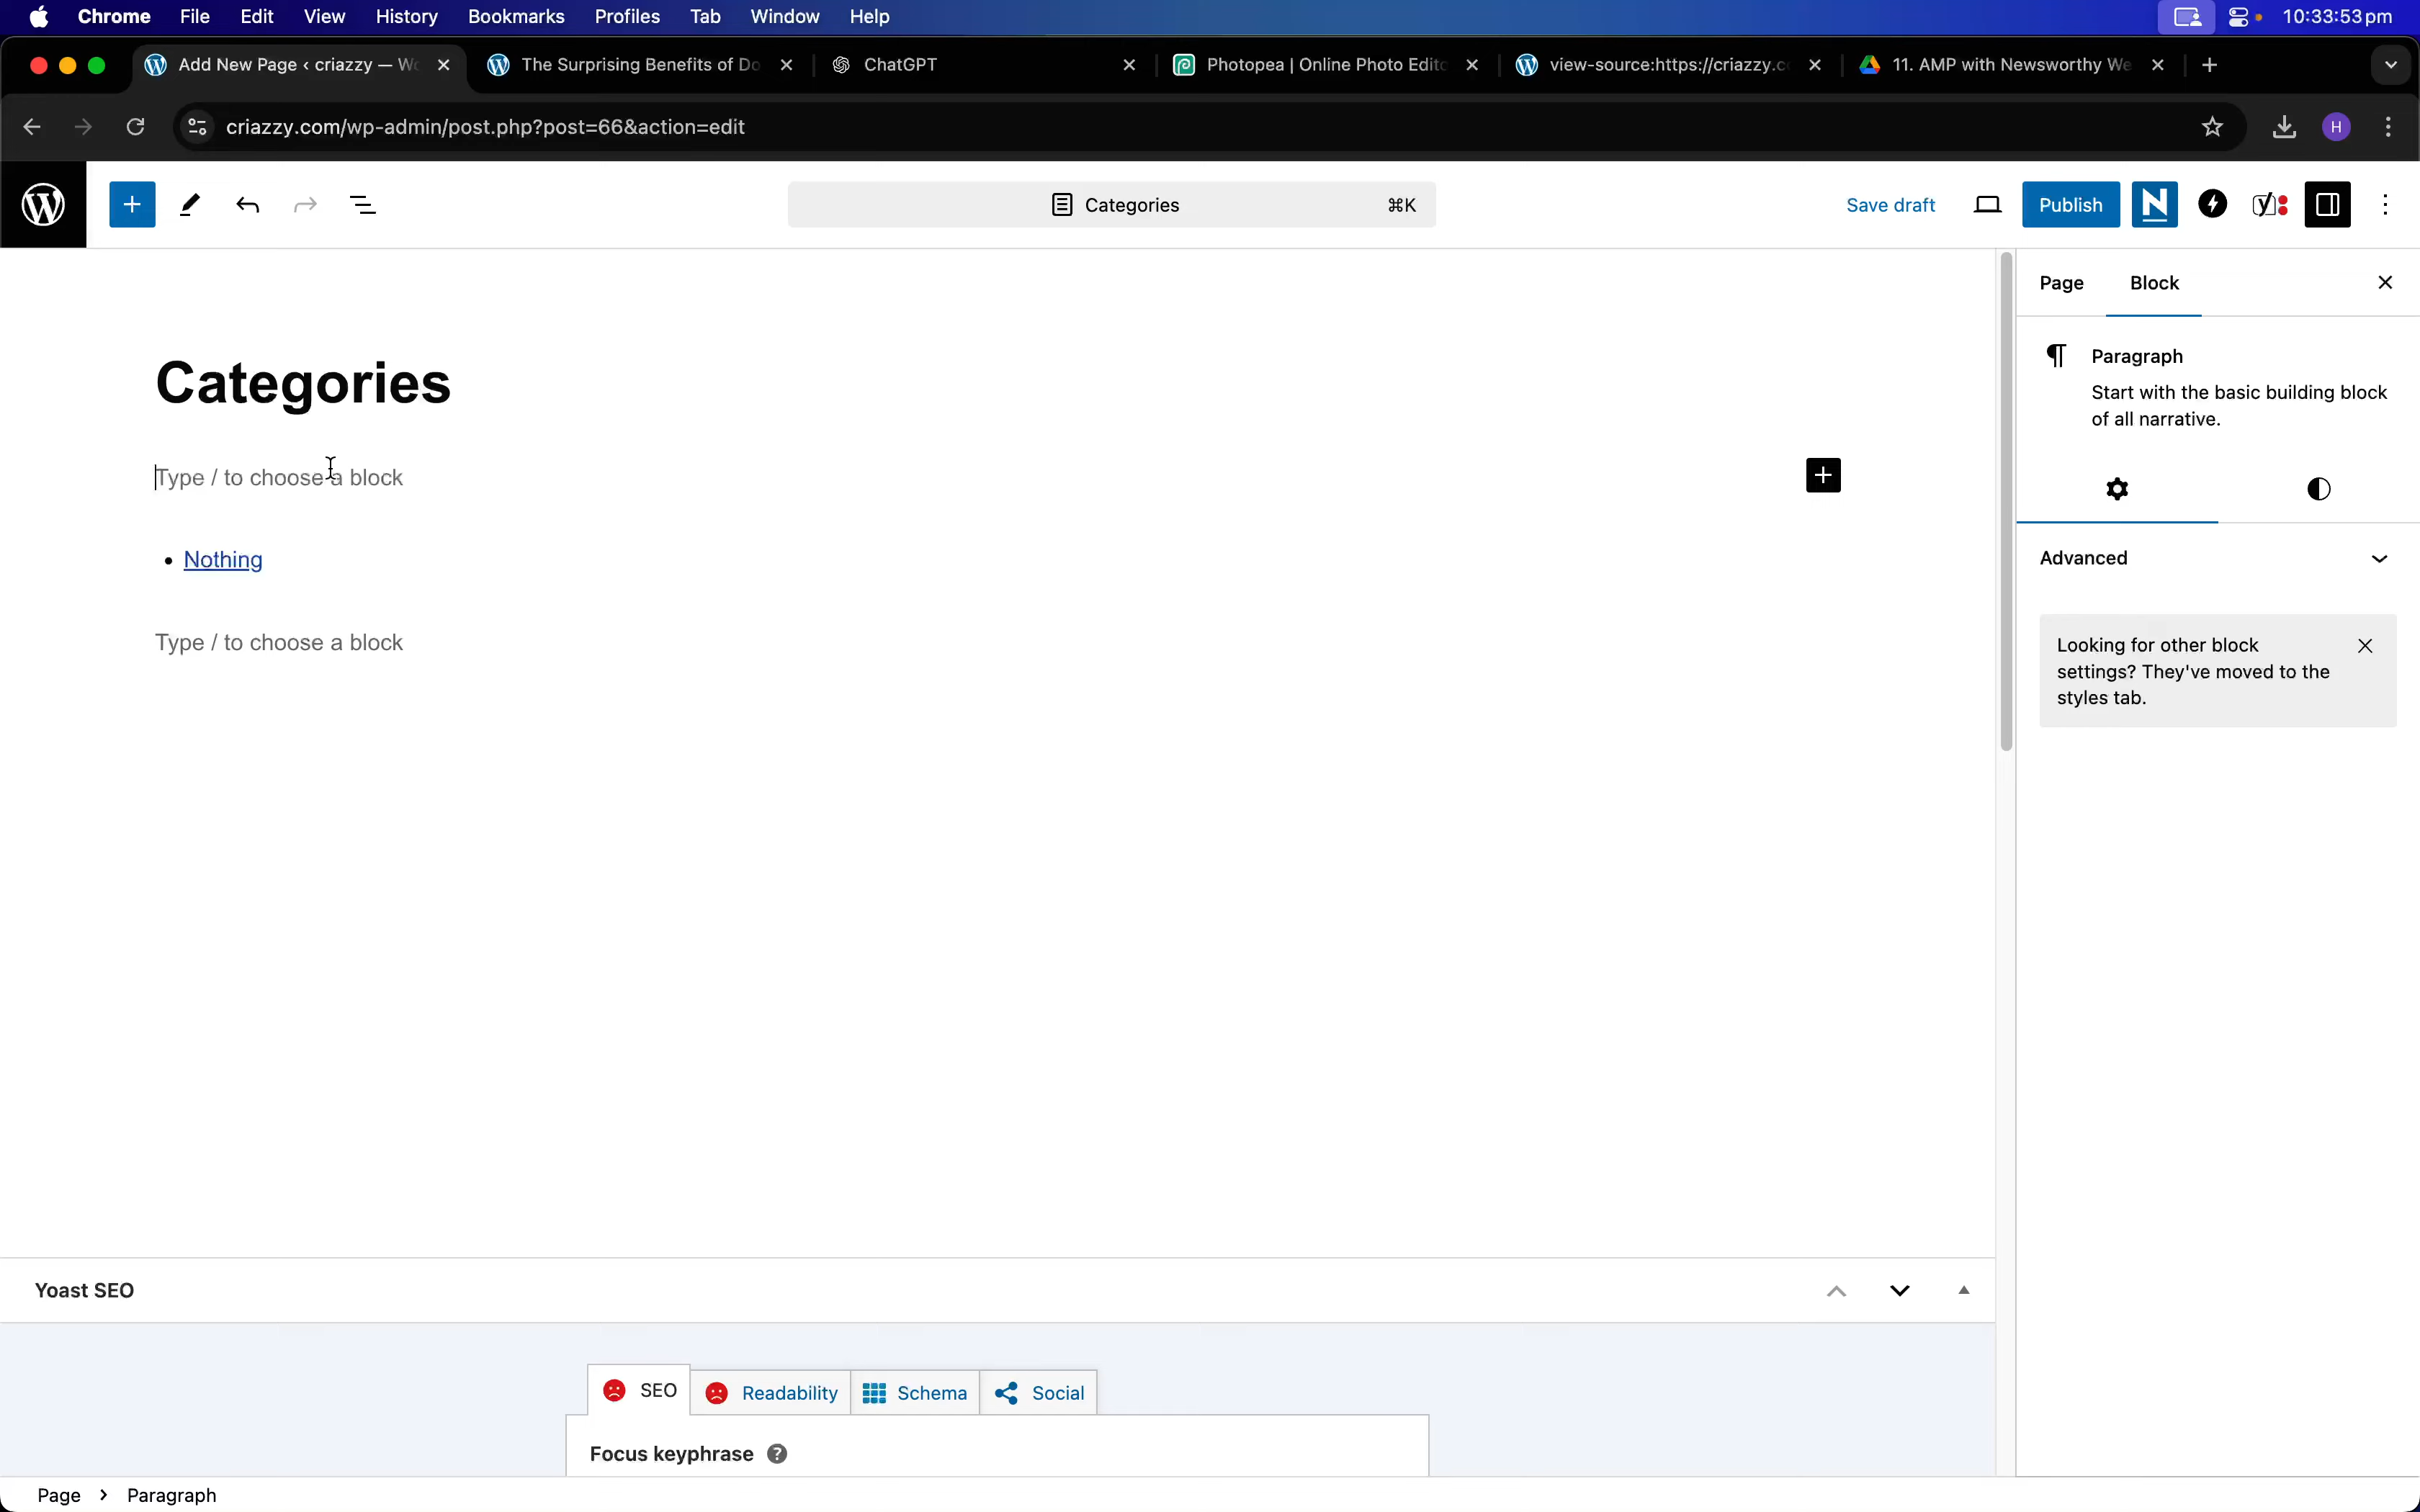 Chrome File Edit View History Bookmarks Profiles Tab Window Help 10:33:53 pm
Add New Page ‹ criazzy — Wo The Surprising Benefits of Do ChatGPT Photopea | Online Photo Edito view-source:https://criazzy.co 11. AMP with Newsworthy We
criazzy.com/wp-admin/post.php?post=66&action=edit H
Categories ⌘K Save draft Publish
Page Block
Paragraph
Start with the basic building block
of all narrative.
Categories
Type / to choose a block
Advanced
• Nothing
Type / to choose a block
Looking for other block
settings? They've moved to the
styles tab.
Yoast SEO
SEO Readability Schema Social
Focus keyphrase ?
Page › Paragraph